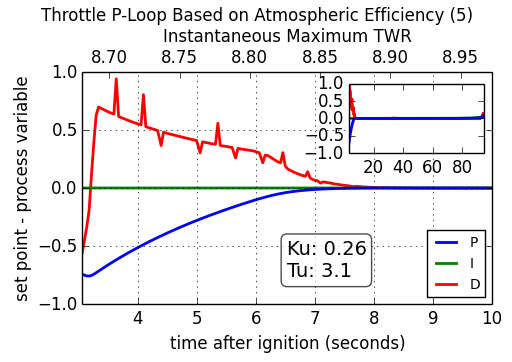 Throttle P-Loop Based on Atmospheric Efficiency (5)
Instantaneous Maximum TWR
8.70 8.75 8.80 8.85 8.90 8.95
1.0
0.5
0.0
−0.5
−1.0
set point - process variable
1.0
0.5
0.0
−0.5
−1.0
20 40 60 80
Ku: 0.26
Tu: 3.1
P
I
D
4 5 6 7 8 9 10
time after ignition (seconds)